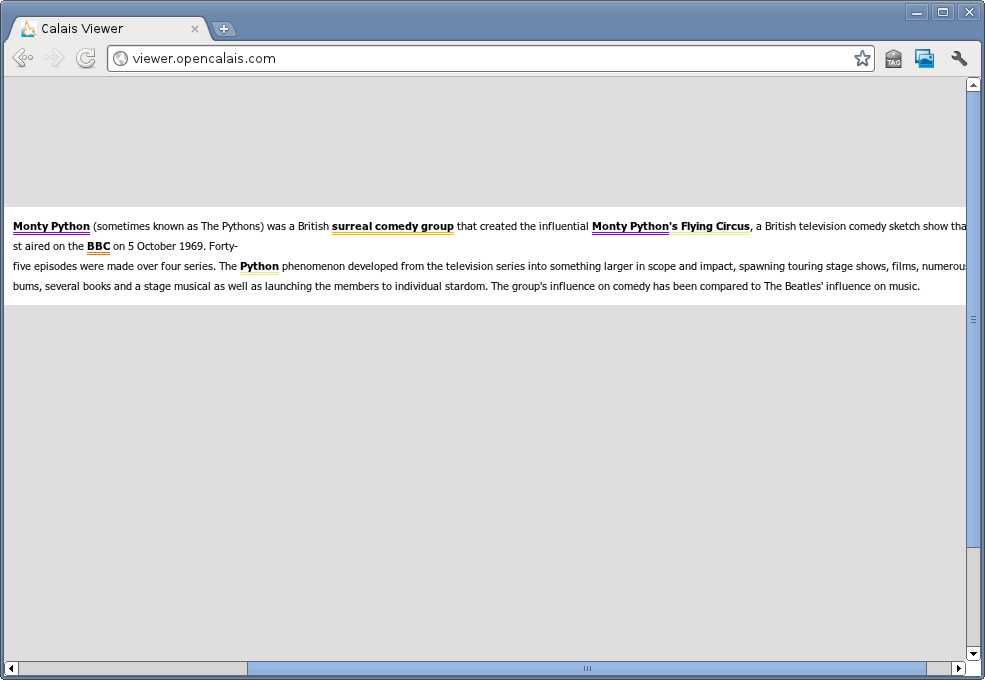 Calais Viewer
viewer.opencalais.com
TAG
Monty Python (sometimes known as The Pythons) was a British surreal comedy group that created the influential Monty Python's Flying Circus, a British television comedy sketch show tha
st aired on the BBC on 5 October 1969. Forty-
five episodes were made over four series. The Python phenomenon developed from the television series into something larger in scope and impact, spawning touring stage shows, films, numerous
bums, several books and a stage musical as well as launching the members to individual stardom. The group's influence on comedy has been compared to The Beatles' influence on music.